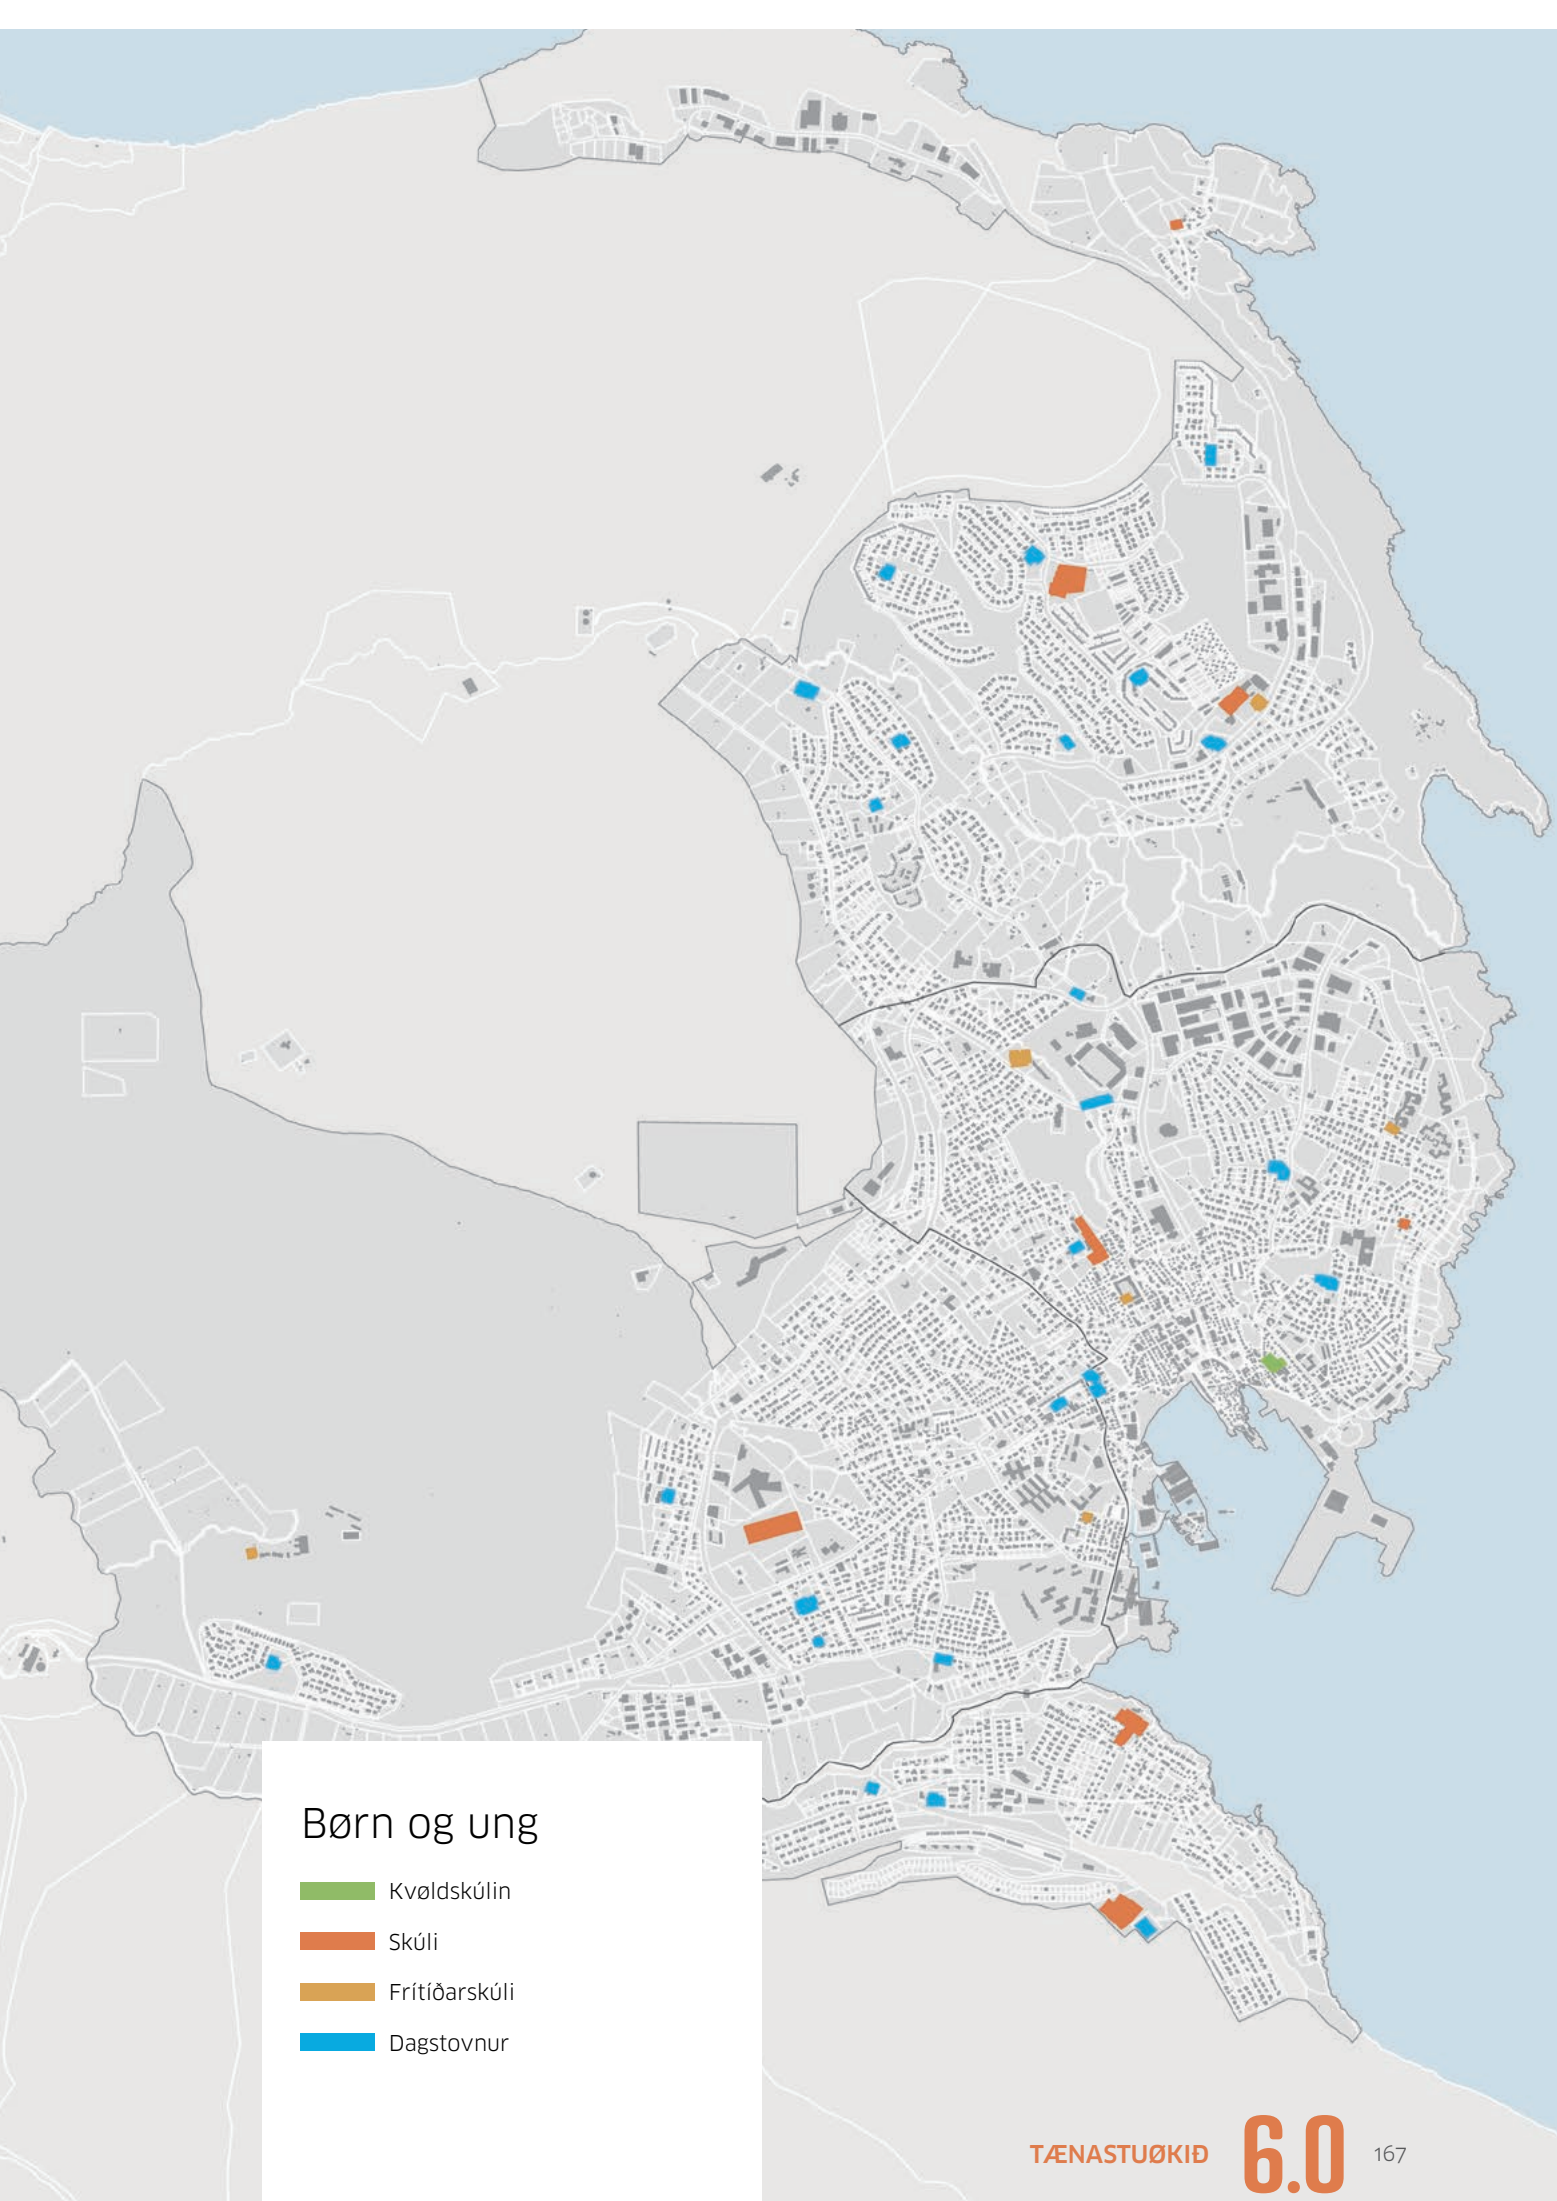 Børn og ung
Kvøldskúlin
Skúli
Frítíðarskúli
Dagstovnur
TÆNASTUØKIÐ 6.0 167